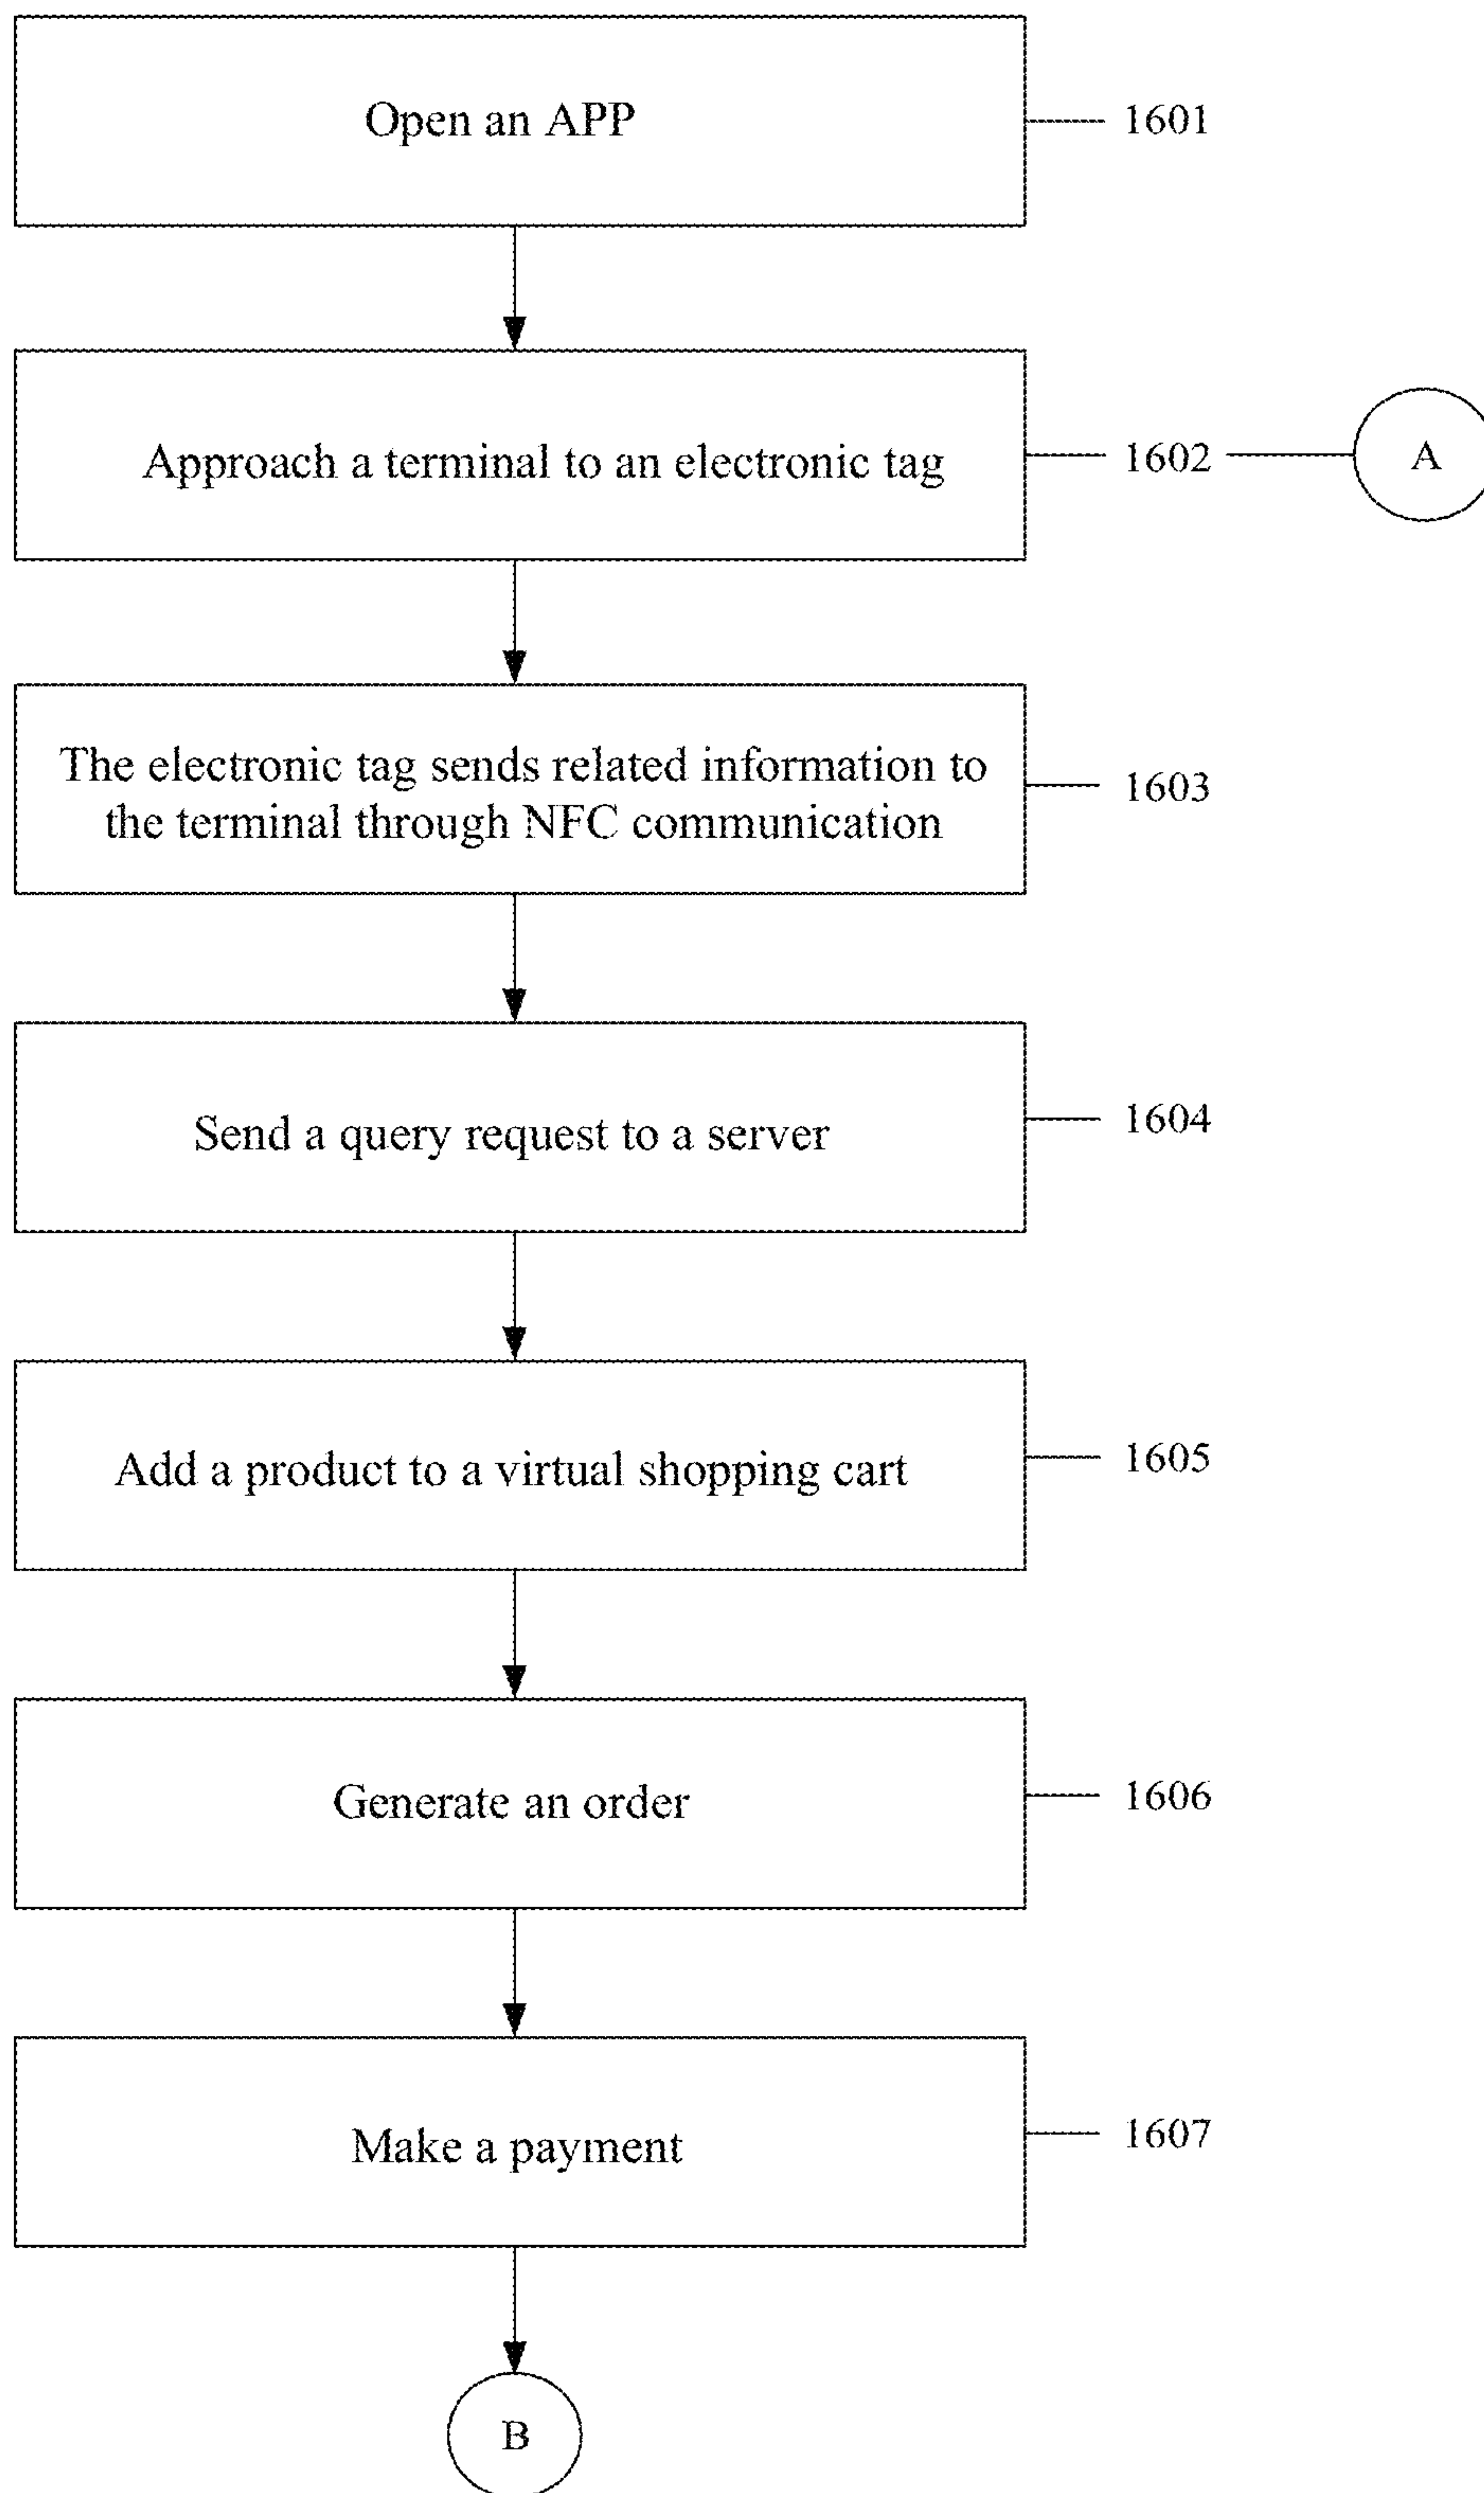 Open an APP
1601
Approach a terminal to an electronic tag
1602
A
The electronic tag sends related information to
the terminal through NFC communication
1603
Send a query request to a server
1604
Add a product to a virtual shopping cart
1605
Generate an order
1606
Make a payment
1607
B